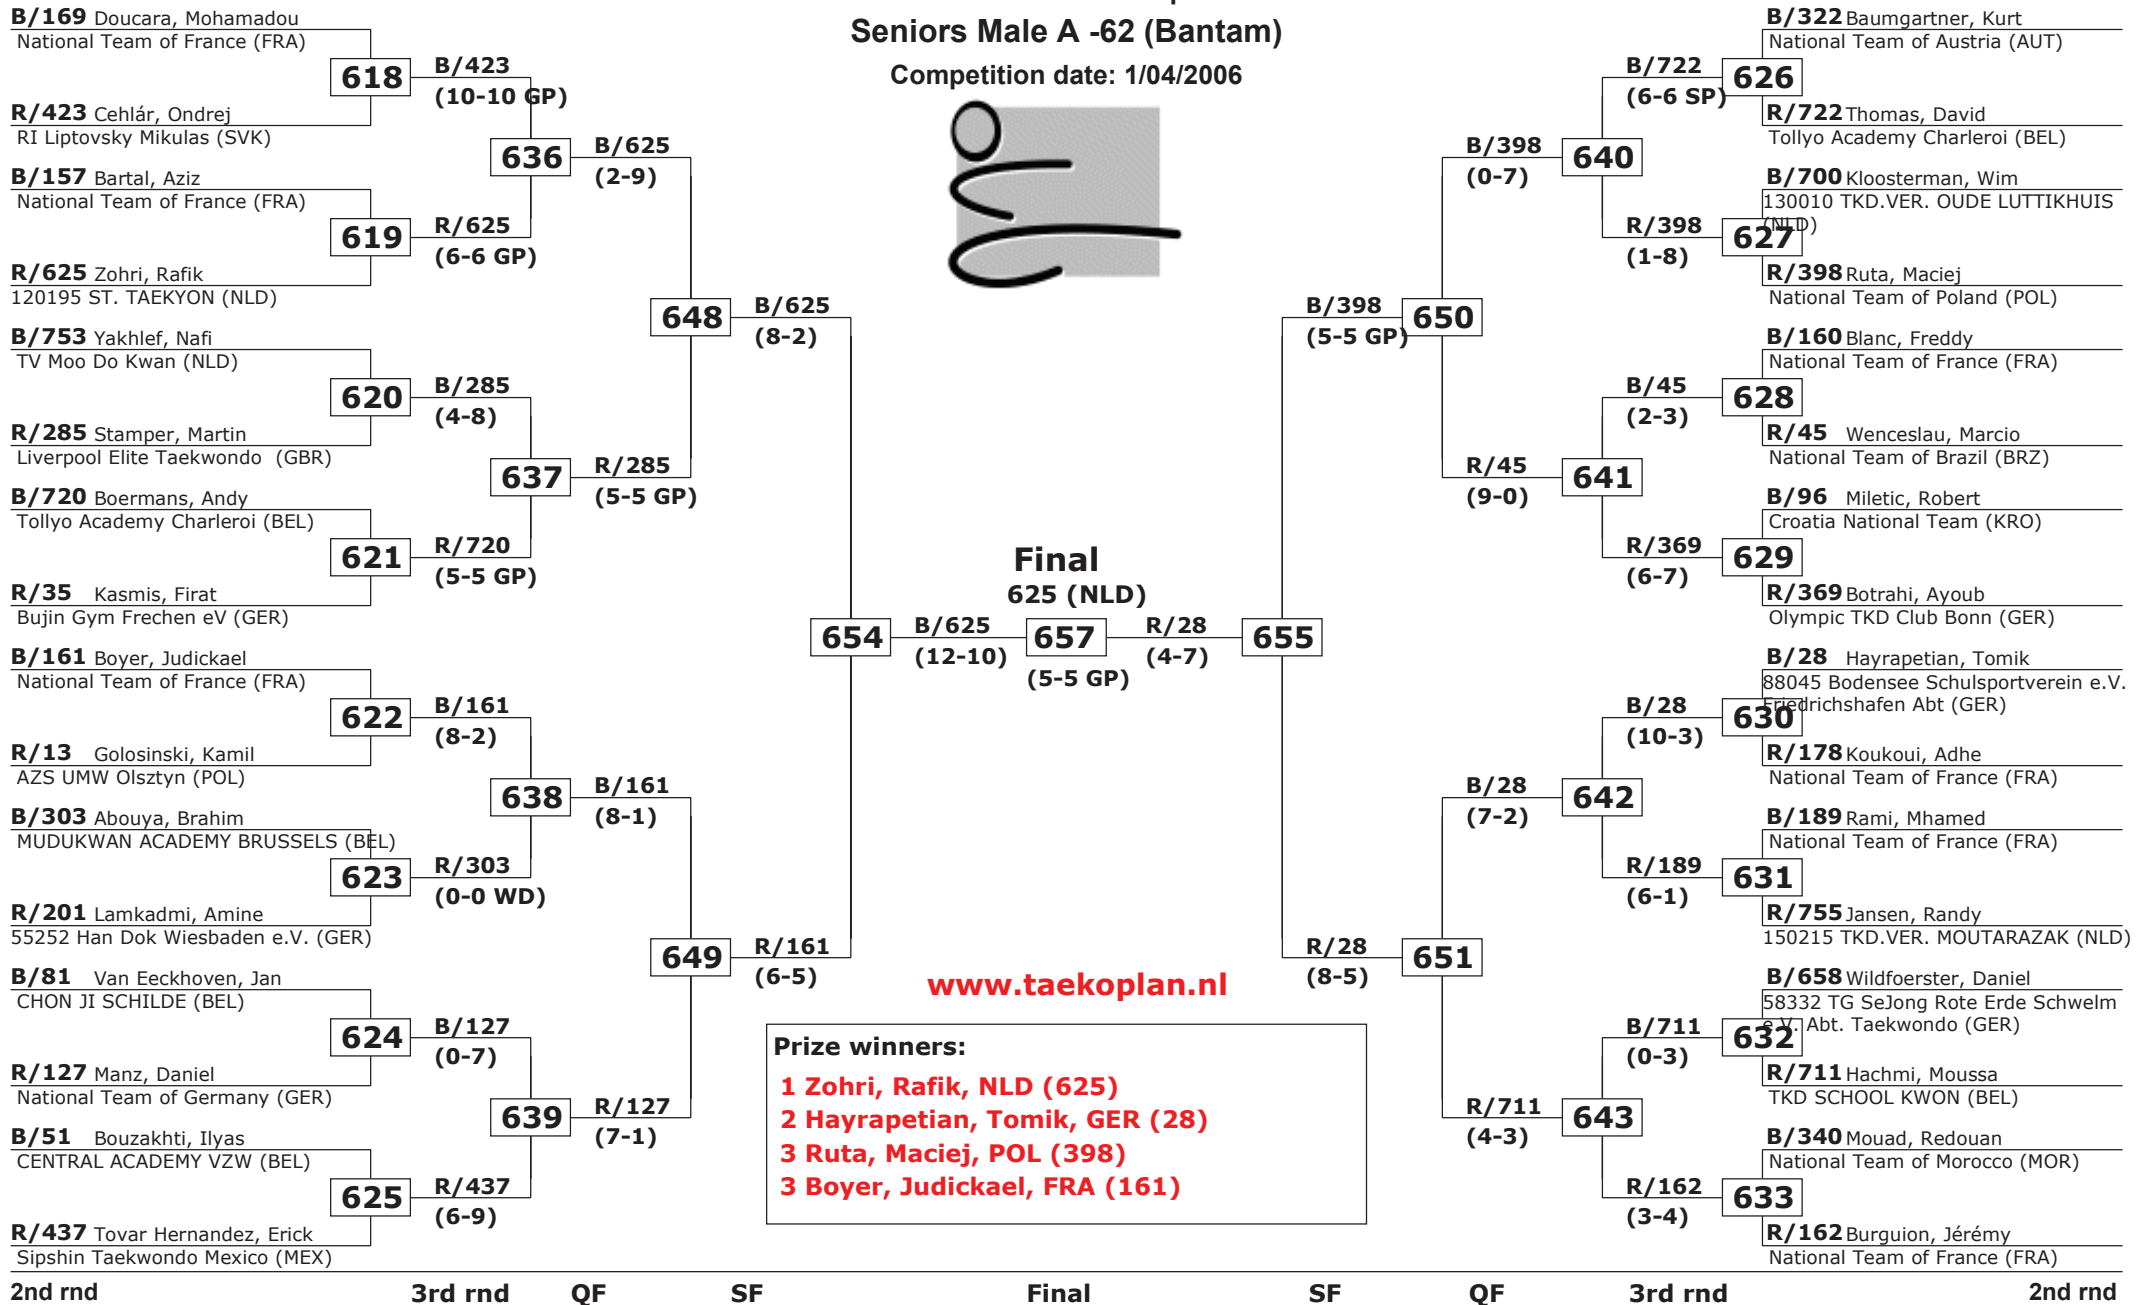 Seniors Male A -62 (Bantam)
Competition date: 1/04/2006
B/169 Doucara, Mohamadou
National Team of France (FRA)
618
R/423 Cehlár, Ondrej
RI Liptovsky Mikulas (SVK)
B/157 Bartal, Aziz
National Team of France (FRA)
619
R/625 Zohri, Rafik
120195 ST. TAEKYON (NLD)
B/753 Yakhlef, Nafi
TV Moo Do Kwan (NLD)
620
R/285 Stamper, Martin
Liverpool Elite Taekwondo (GBR)
B/720 Boermans, Andy
Tollyo Academy Charleroi (BEL)
621
R/35 Kasmis, Firat
Bujin Gym Frechen eV (GER)
B/161 Boyer, Judickael
National Team of France (FRA)
622
R/13 Golosinski, Kamil
AZS UMW Olsztyn (POL)
B/303 Abouya, Brahim
MUDUKWAN ACADEMY BRUSSELS (BEL)
623
R/201 Lamkadmi, Amine
55252 Han Dok Wiesbaden e.V. (GER)
B/81 Van Eeckhoven, Jan
CHON JI SCHILDE (BEL)
624
R/127 Manz, Daniel
National Team of Germany (GER)
B/51 Bouzakhti, Ilyas
CENTRAL ACADEMY VZW (BEL)
625
R/437 Tovar Hernandez, Erick
Sipshin Taekwondo Mexico (MEX)
B/423
(10-10 GP)
636
R/625
(6-6 GP)
B/285
(4-8)
637
R/720
(5-5 GP)
B/161
(8-2)
638
R/303
(0-0 WD)
B/127
(0-7)
639
R/437
(6-9)
B/625
(2-9)
648
R/285
(5-5 GP)
B/161
(8-1)
649
R/127
(7-1)
B/625
(8-2)
654
R/161
(6-5)
Final
625 (NLD)
B/625
(12-10)
657
(5-5 GP)
R/28
(4-7)
655
B/398
(5-5 GP)
R/28
(8-5)
B/398
(0-7)
650
R/45
(9-0)
B/28
(7-2)
651
R/711
(4-3)
B/722
(6-6 SP)
640
R/398
(1-8)
B/45
(2-3)
641
R/369
(6-7)
B/28
(10-3)
642
R/189
(6-1)
B/711
(0-3)
643
R/162
(3-4)
B/322 Baumgartner, Kurt
National Team of Austria (AUT)
626
R/722 Thomas, David
Tollyo Academy Charleroi (BEL)
B/700 Kloosterman, Wim
130010 TKD.VER. OUDE LUTTIKHUIS
(NLD)
627
R/398 Ruta, Maciej
National Team of Poland (POL)
B/160 Blanc, Freddy
National Team of France (FRA)
628
R/45 Wenceslau, Marcio
National Team of Brazil (BRZ)
B/96 Miletic, Robert
Croatia National Team (KRO)
629
R/369 Botrahi, Ayoub
Olympic TKD Club Bonn (GER)
B/28 Hayrapetian, Tomik
88045 Bodensee Schulsportverein e.V.
Friedrichshafen Abt (GER)
630
R/178 Koukoui, Adhe
National Team of France (FRA)
B/189 Rami, Mhamed
National Team of France (FRA)
631
R/755 Jansen, Randy
150215 TKD.VER. MOUTARAZAK (NLD)
B/658 Wildfoerster, Daniel
58332 TG SeJong Rote Erde Schwelm
e.V. Abt. Taekwondo (GER)
632
R/711 Hachmi, Moussa
TKD SCHOOL KWON (BEL)
B/340 Mouad, Redouan
National Team of Morocco (MOR)
633
R/162 Burguion, Jérémy
National Team of France (FRA)
www.taekoplan.nl
Prize winners:
1 Zohri, Rafik, NLD (625)
2 Hayrapetian, Tomik, GER (28)
3 Ruta, Maciej, POL (398)
3 Boyer, Judickael, FRA (161)
2nd rnd 3rd rnd QF SF Final SF QF 3rd rnd 2nd rnd